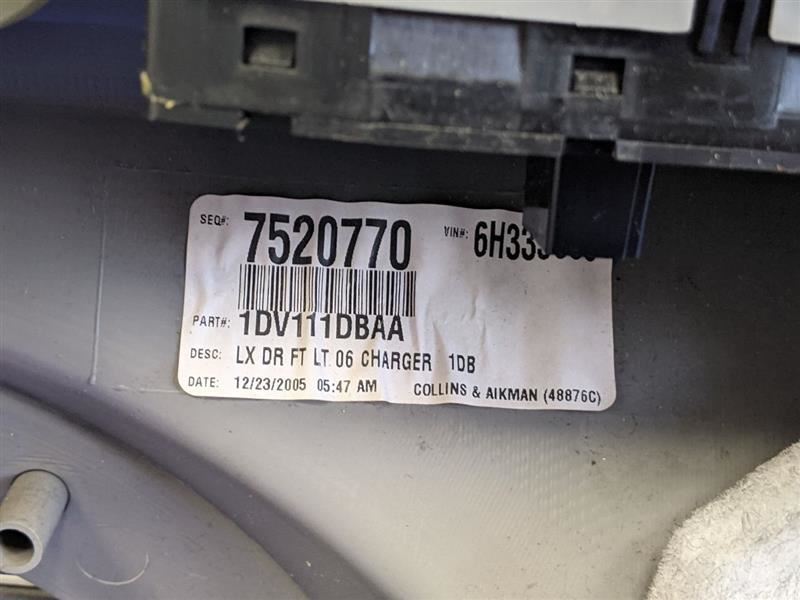 SEQ#: 7520770 VIN#:
PART#: 1DV111DBAA
DESC: LX DR FT LT 06 CHARGER 1DB
DATE: 12/23/2005 05:47 AM COLLINS & AIKMAN (48876C)